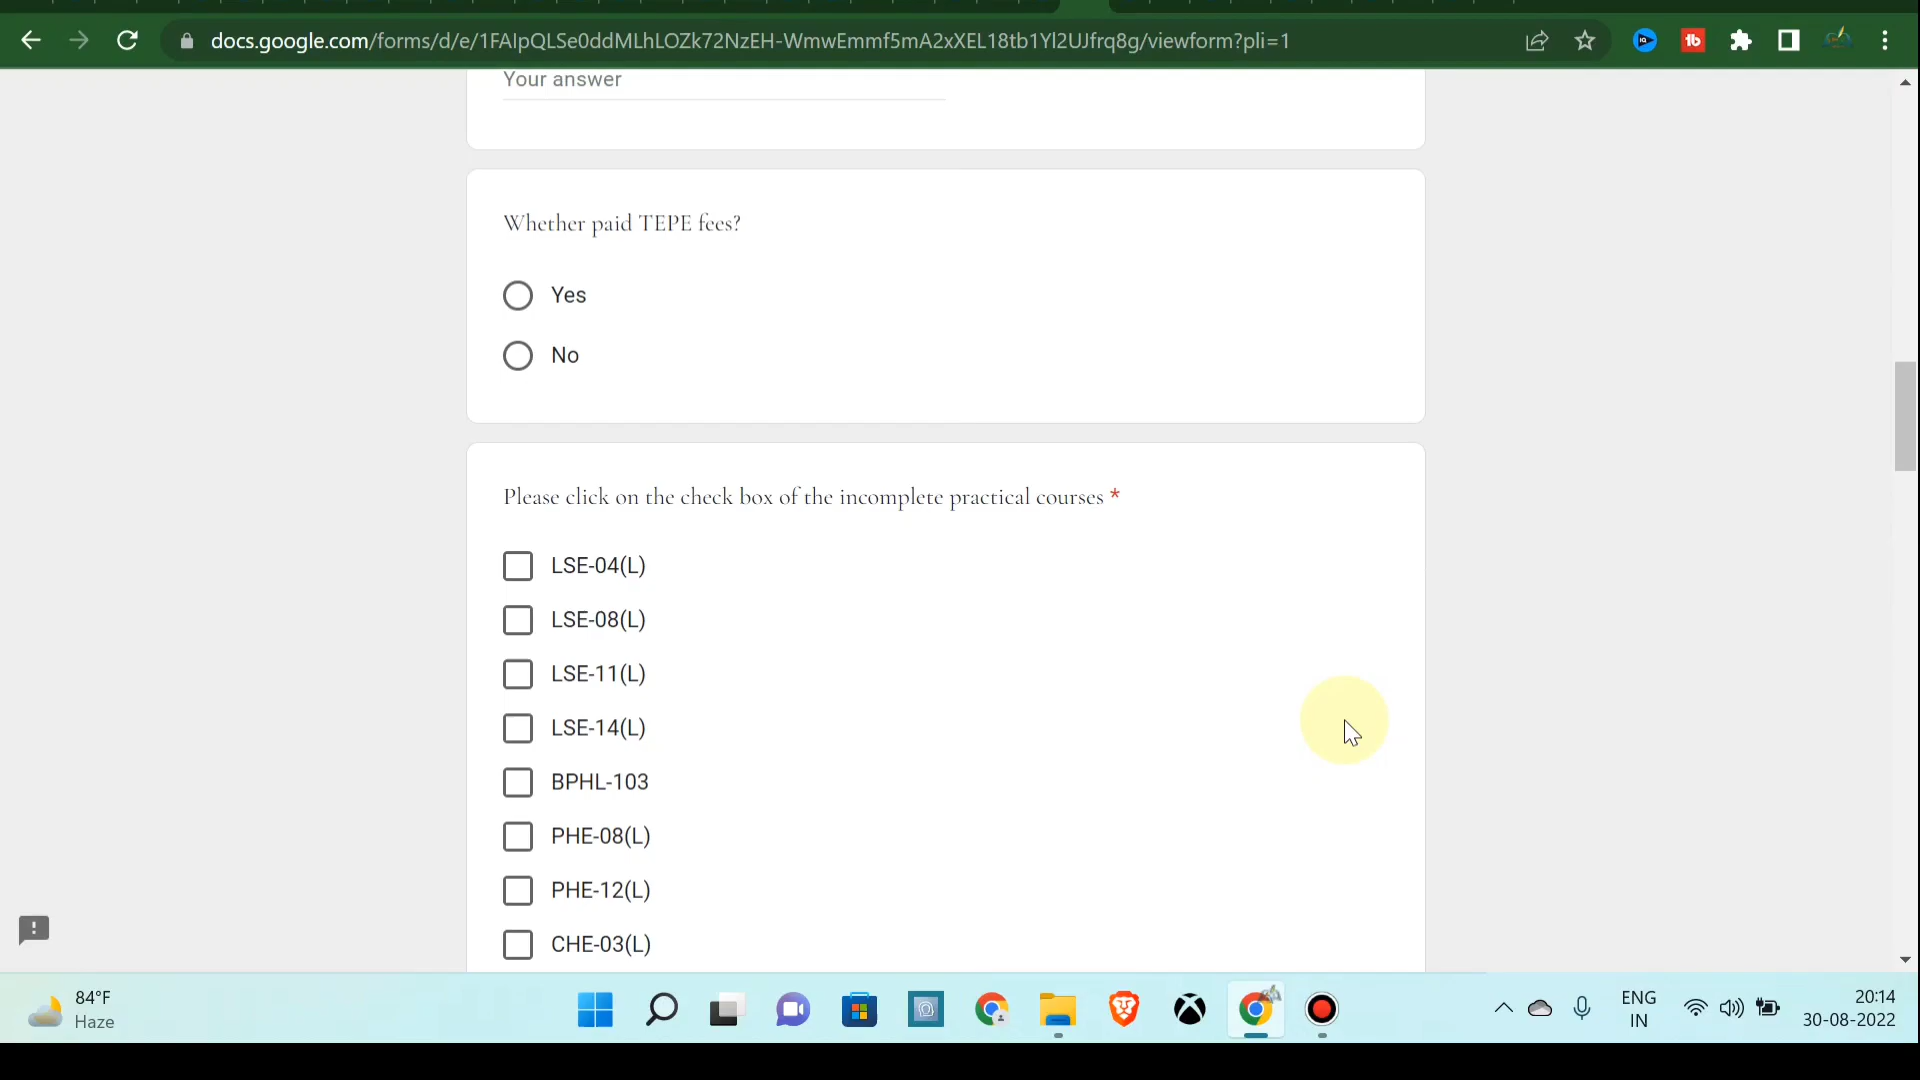 docs.google.com/forms/d/e/1FAIpQLSe0ddMLhLOZk72NzEH-WmwEmmf5mA2xXEL18tb1Yl2UJfrq8g/viewform?pli=1
Your answer
Whether paid TEPE fees?
Yes
No
Please click on the check box of the incomplete practical courses *
LSE-04(L)
LSE-08(L)
LSE-11(L)
LSE-14(L)
BPHL-103
PHE-08(L)
PHE-12(L)
CHE-03(L)
84°F
Haze
ENG
IN
20:14
30-08-2022